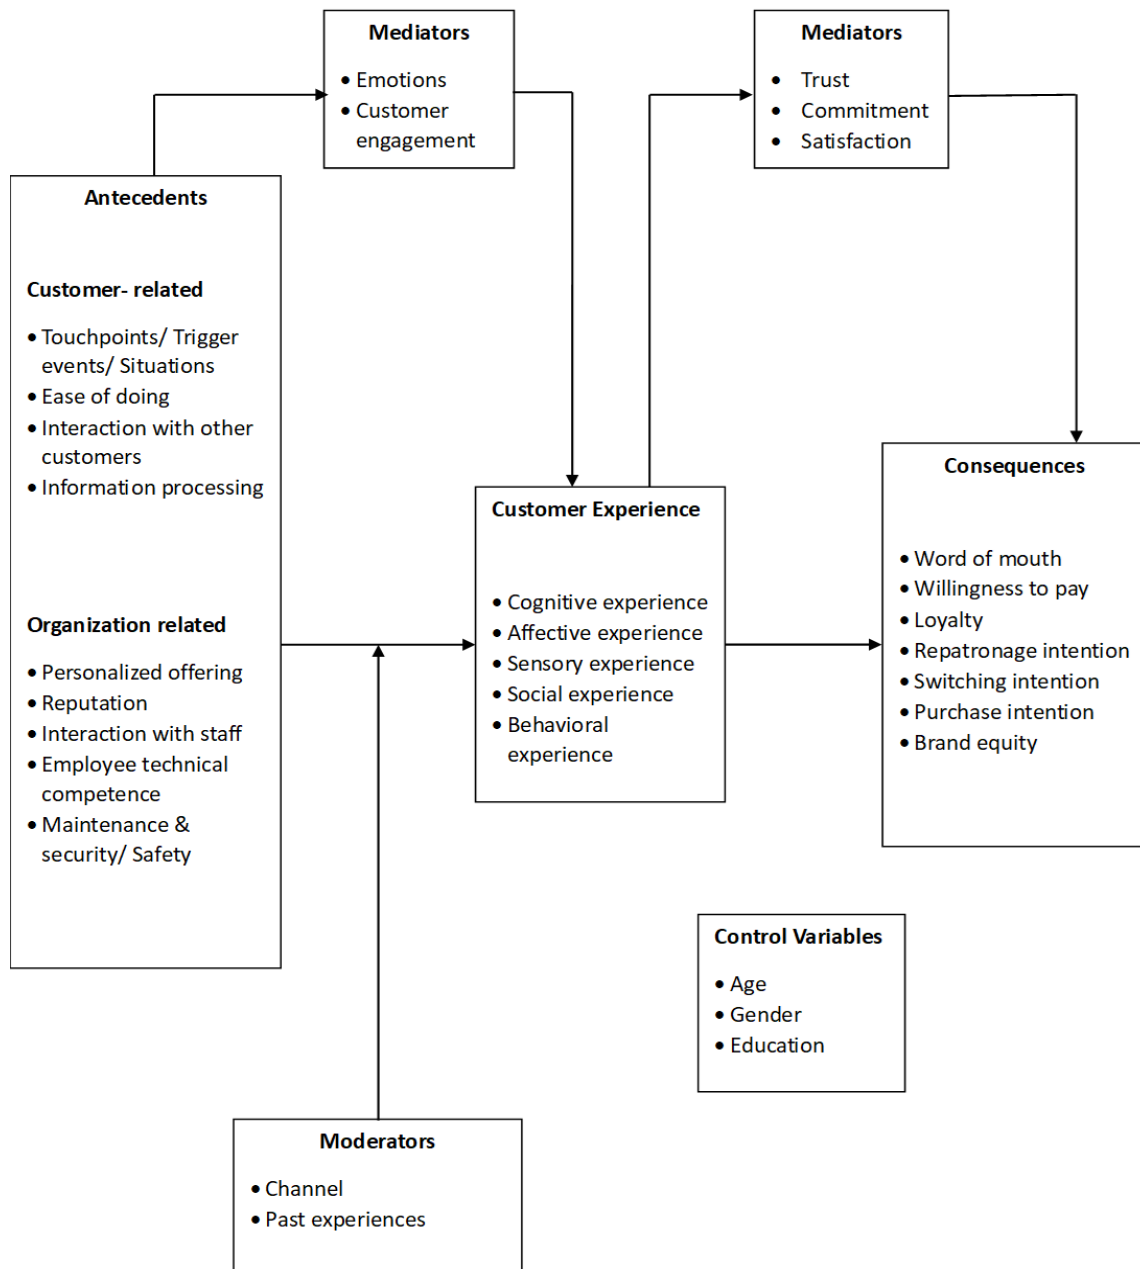 Mediators
• Emotions
• Customer
engagement
Mediators
• Trust
• Commitment
• Satisfaction
Antecedents
Customer- related
• Touchpoints/ Trigger
events/ Situations
• Ease of doing
• Interaction with other
customers
• Information processing
Organization related
• Personalized offering
• Reputation
• Interaction with staff
• Employee technical
competence
• Maintenance &
security/ Safety
Customer Experience
• Cognitive experience
• Affective experience
• Sensory experience
• Social experience
• Behavioral
experience
Consequences
• Word of mouth
• Willingness to pay
• Loyalty
• Repatronage intention
• Switching intention
• Purchase intention
• Brand equity
Control Variables
• Age
• Gender
• Education
Moderators
• Channel
• Past experiences